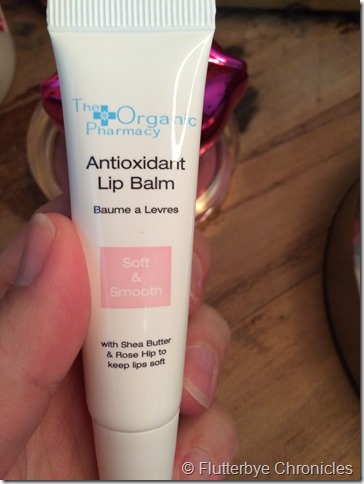 The Organic
Pharmacy
Antioxidant
Lip Balm
Baume a Levres
Soft
&
Smooth
with Shea Butter
& Rose Hip to
keep lips soft
© Flutterbye Chronicles